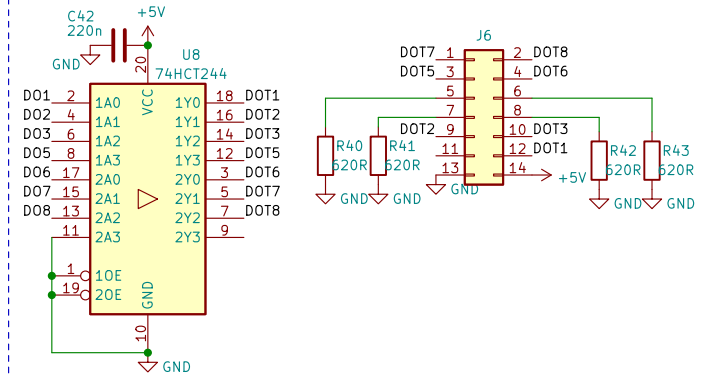 C42
220n
+5V
GND
20
U8
74HCT244
VCC
DO1 2 1A0 1Y0 18 DOT1
DO2 4 1A1 1Y1 16 DOT2
DO3 6 1A2 1Y2 14 DOT3
DO5 8 1A3 1Y3 12 DOT5
DO6 17 2A0 2Y0 3 DOT6
DO7 15 2A1 2Y1 5 DOT7
DO8 13 2A2 2Y2 7 DOT8
11 2A3 2Y3 9
1 1OE
19 2OE
GND
10
GND
J6
DOT7 1 2 DOT8
DOT5 3 4 DOT6
5 6
7 8
DOT2 9 10 DOT3
11 12 DOT1
13 14 +5V
GND
R40
620R
GND
R41
620R
GND
R42
620R
GND
R43
620R
GND